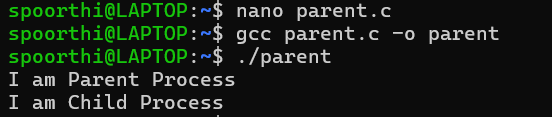 spoorthi@LAPTOP:~$ nano parent.c
spoorthi@LAPTOP:~$ gcc parent.c -o parent
spoorthi@LAPTOP:~$ ./parent
I am Parent Process
I am Child Process